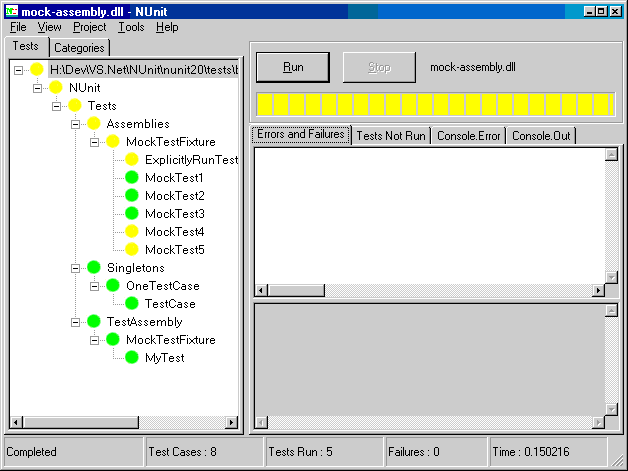 mock-assembly.dll - NUnit
File View Project Tools Help
Tests Categories
H:\Dev\VS.Net\NUnit\nunit20\tests\
NUnit
Tests
Assemblies
MockTestFixture
ExplicitlyRunTest
MockTest1
MockTest2
MockTest3
MockTest4
MockTest5
Singletons
OneTestCase
TestCase
TestAssembly
MockTestFixture
MyTest
Run Stop mock-assembly.dll
Errors and Failures Tests Not Run Console.Error Console.Out
Completed Test Cases : 8 Tests Run : 5 Failures : 0 Time : 0.150216